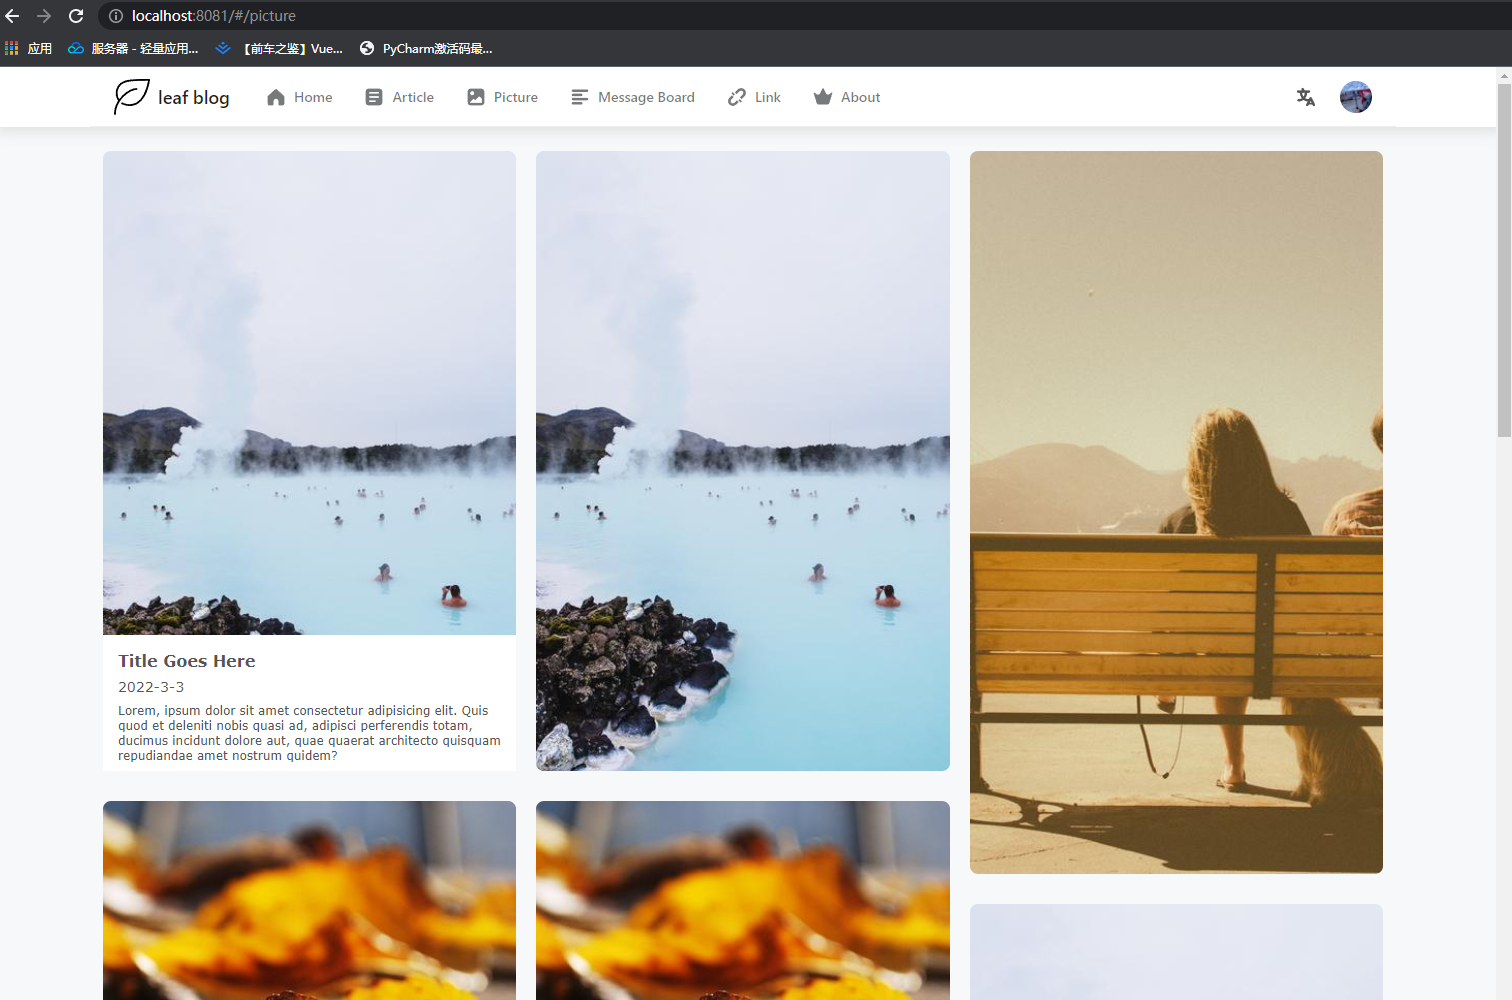 localhost:8081/#/picture
应用 服务器 - 轻量应用... 【前车之鉴】Vue... PyCharm激活码最...
leaf blog Home Article Picture Message Board Link About
Title Goes Here
2022-3-3
Lorem, ipsum dolor sit amet consectetur adipisicing elit. Quis
quod et deleniti nobis quasi ad, adipisci perferendis totam,
ducimus incidunt dolore aut, quae quaerat architecto quisquam
repudiandae amet nostrum quidem?